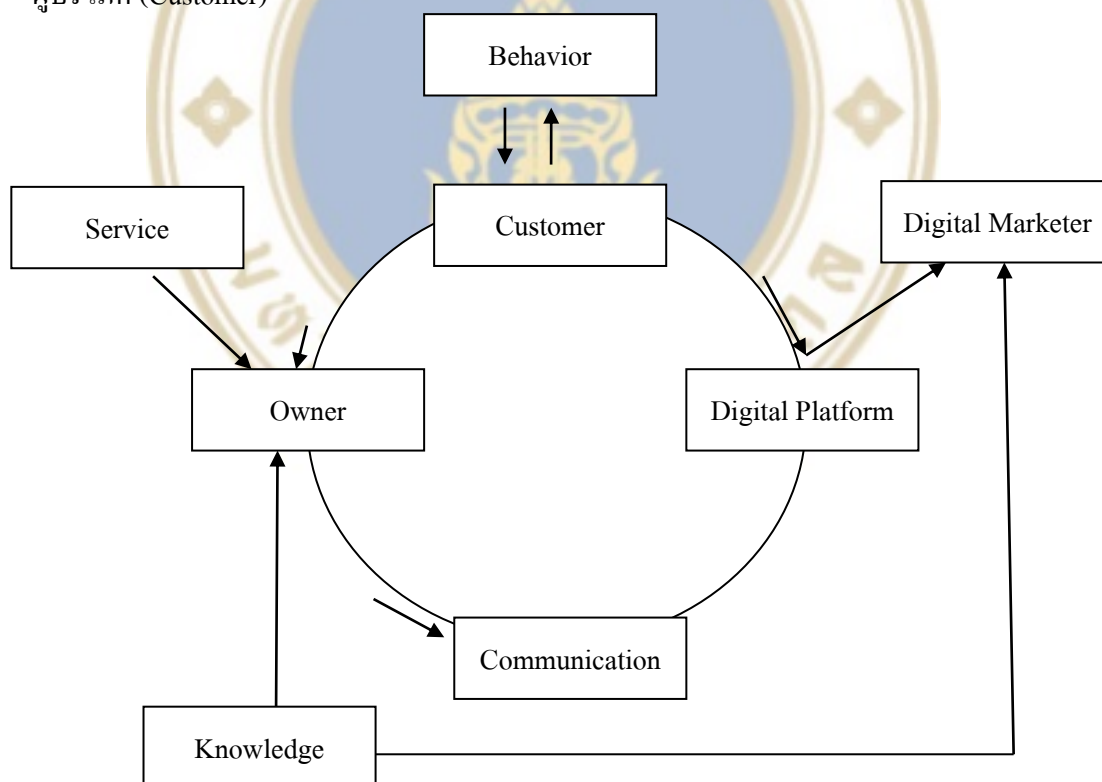 (Customer)
Behavior
Service
Customer
Digital Marketer
Owner
Digital Platform
Communication
Knowledge